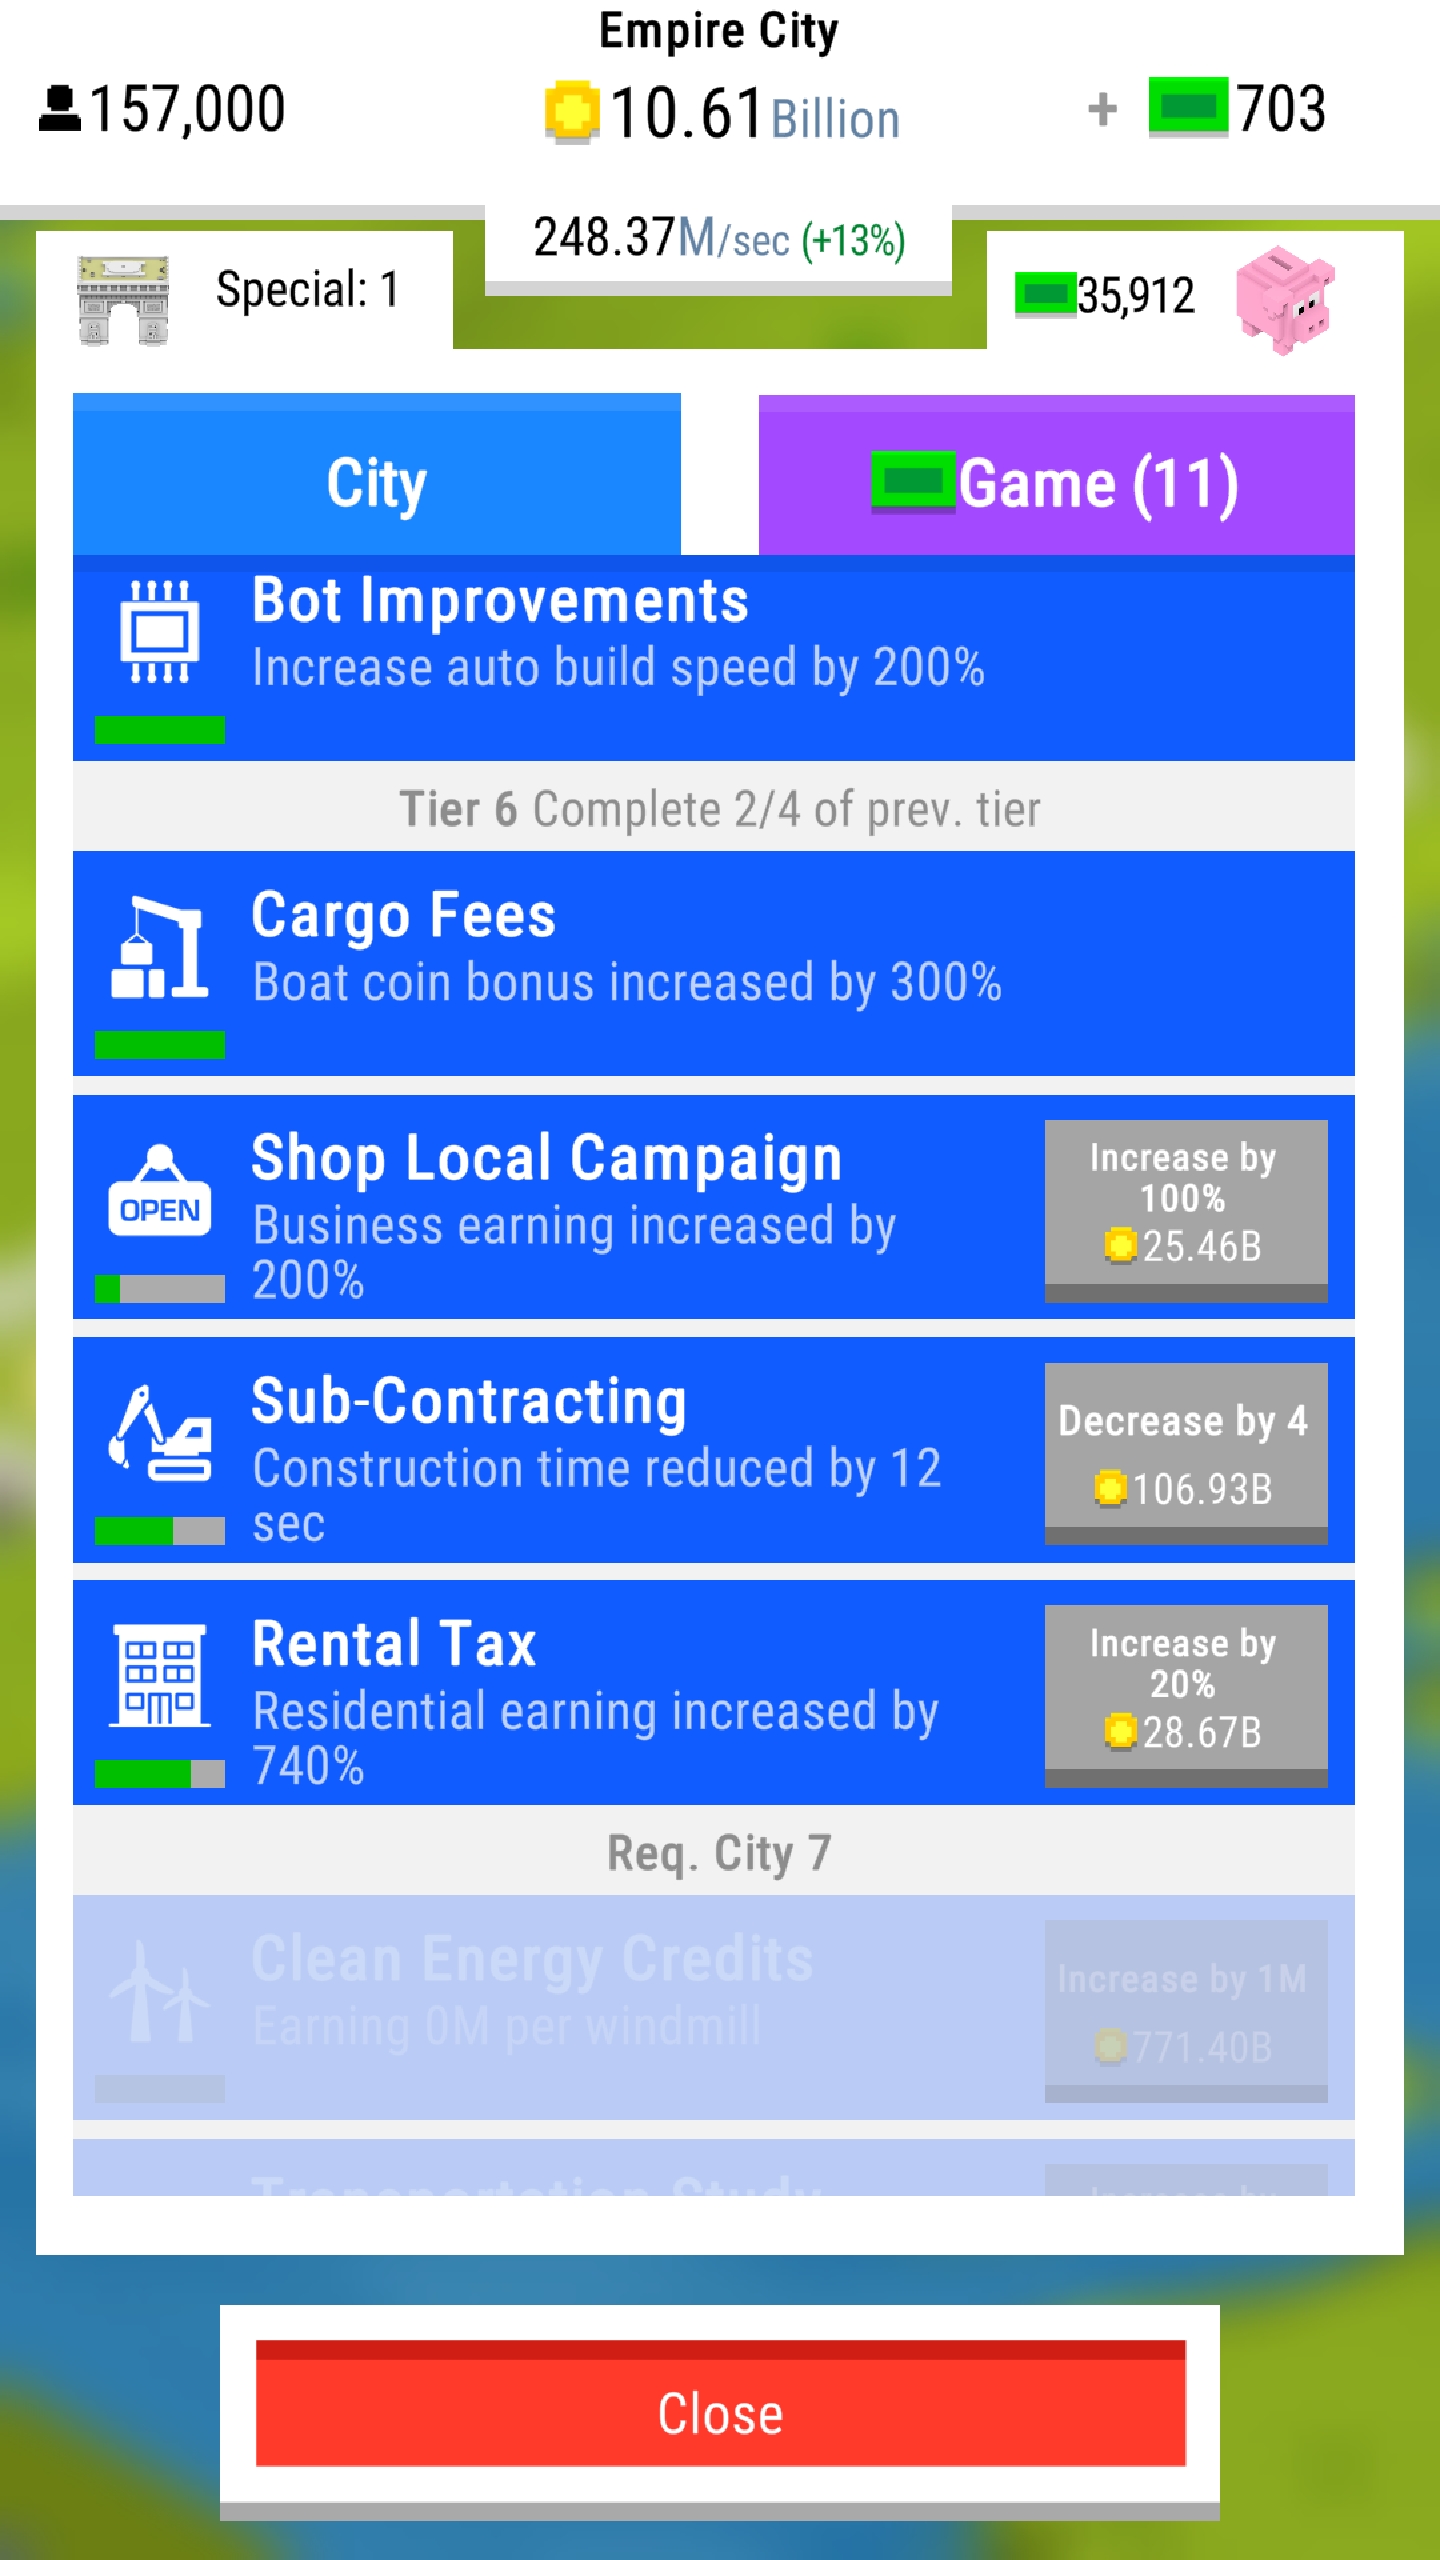 Empire City
157,000
10.61 Billion
+ 703
248.37M/sec (+13%)
Special: 1
35,912
City
Game (11)
Bot Improvements
Increase auto build speed by 200%
Tier 6 Complete 2/4 of prev. tier
Cargo Fees
Boat coin bonus increased by 300%
OPEN
Shop Local Campaign
Business earning increased by
200%
Increase by
100%
25.46B
Sub-Contracting
Construction time reduced by 12
sec
Decrease by 4
106.93B
Rental Tax
Residential earning increased by
740%
Increase by
20%
28.67B
Req. City 7
Clean Energy Credits
Earning 0M per windmill
Increase by 1M
771.40B
Transportation Study
Increase by
Close